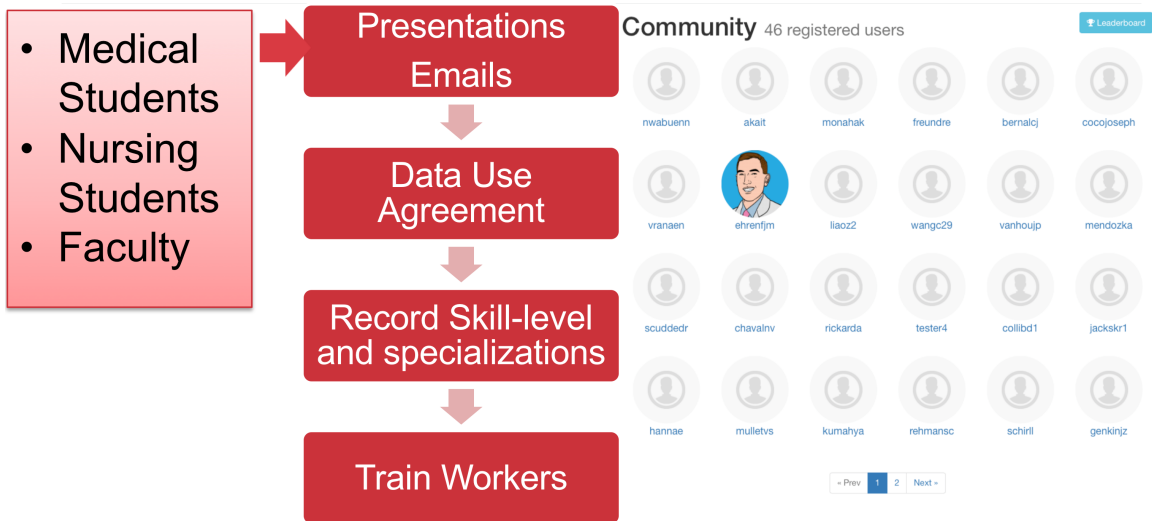 • Medical
Students
• Nursing
Students
• Faculty
Presentations
Emails
Data Use
Agreement
Record Skill-level
and specializations
Train Workers
Community 46 registered users
Leaderboard
nwabuenn akait monahak freundre bernalcj cocojoseph
vranaen ehrenfjm liaoz2 wangc29 vanhoujp mendozka
scuddedr chavalnv rickarda tester4 collibd1 jackskr1
hannae mulletvs kumahya rehmansc schirll genkinjz
« Prev 1 2 Next »